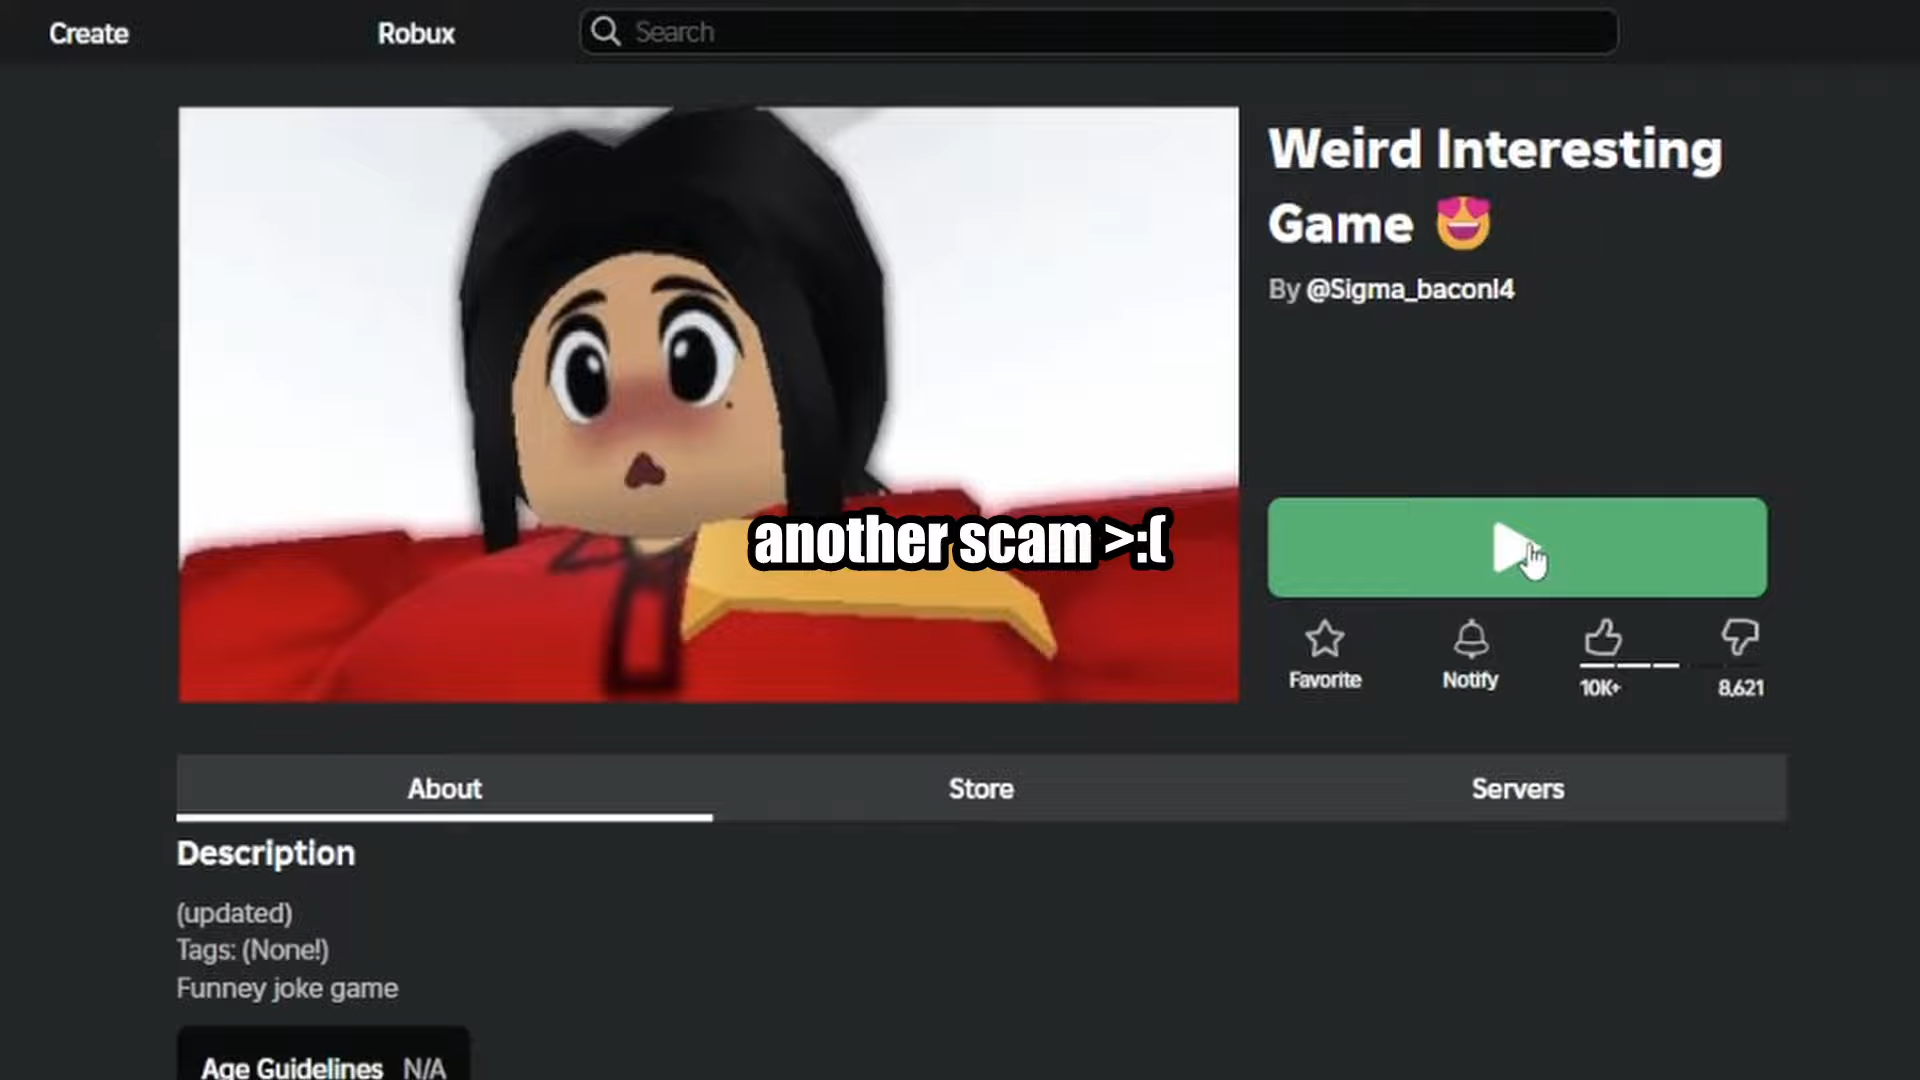 Create
Robux
Search
Weird Interesting
Game 😍
By @Sigma_baconl4
another scam >:(
Favorite
Notify
10K+
8,621
About
Store
Servers
Description
(updated)
Tags: (None!)
Funney joke game
Age Guidelines N/A